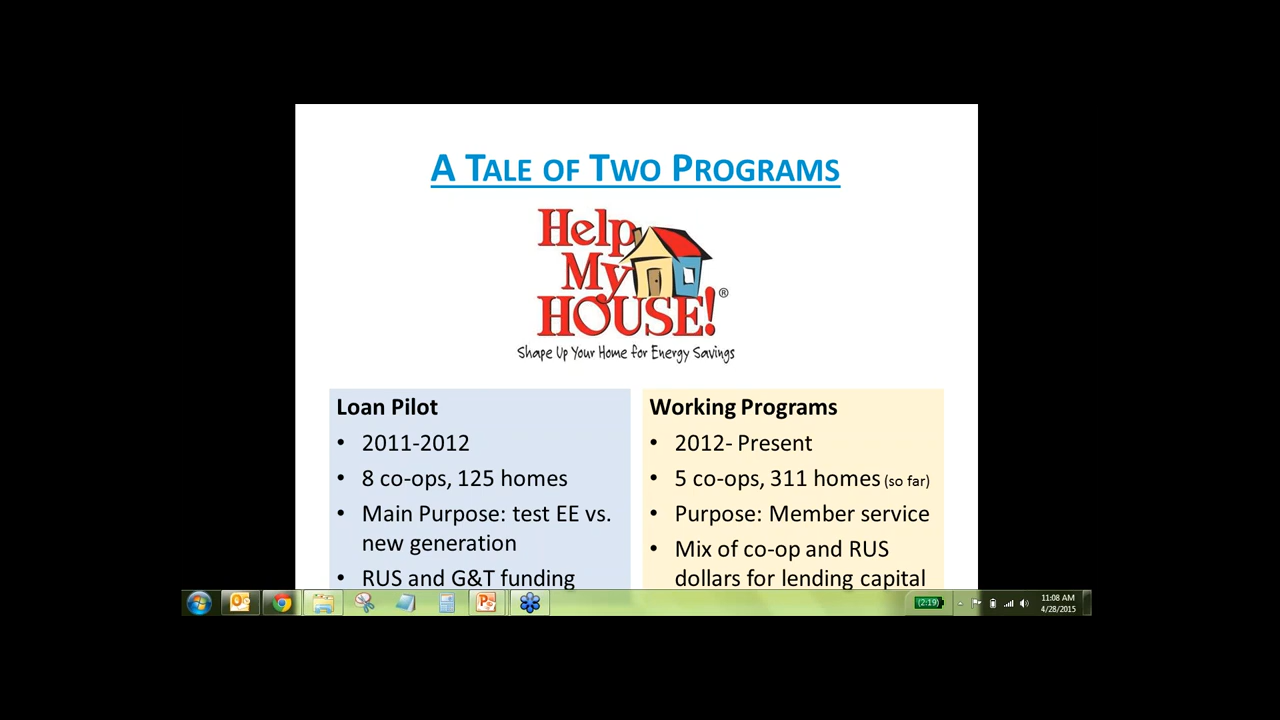 A TALE OF TWO PROGRAMS
Help
My
HOUSE!®
Shape Up Your Home for Energy Savings
Loan Pilot
• 2011-2012
• 8 co-ops, 125 homes
• Main Purpose: test EE vs.
new generation
• RUS and G&T funding
Working Programs
• 2012- Present
• 5 co-ops, 311 homes (so far)
• Purpose: Member service
• Mix of co-op and RUS
dollars for lending capital
(2:19)
11:08 AM
4/28/2015